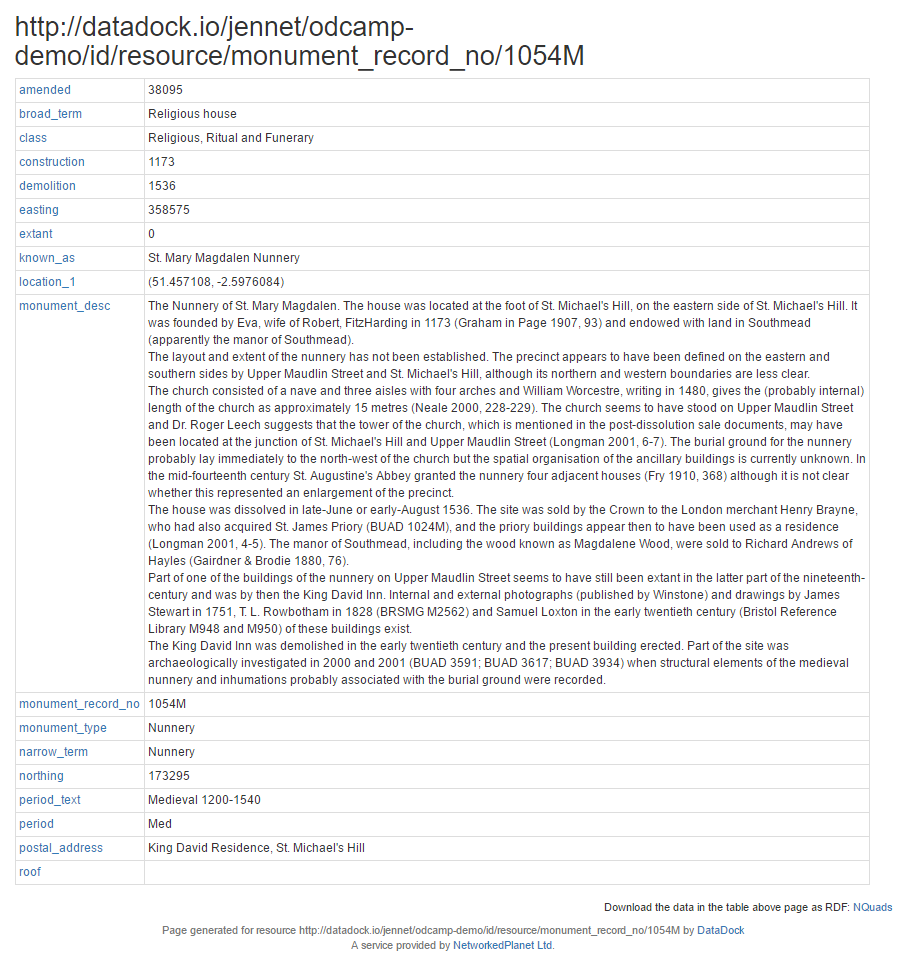 http://datadock.io/jennet/odcamp-
demo/id/resource/monument_record_no/1054M
amended 38095
broad_term Religious house
class Religious, Ritual and Funerary
construction 1173
demolition 1536
easting 358575
extant 0
known_as St. Mary Magdalen Nunnery
location_1 (51.457108, -2.5976084)
monument_desc The Nunnery of St. Mary Magdalen. The house was located at the foot of St. Michael's Hill, on the eastern side of St. Michael's Hill. It
was founded by Eva, wife of Robert, FitzHarding in 1173 (Graham in Page 1907, 93) and endowed with land in Southmead
(apparently the manor of Southmead).
The layout and extent of the nunnery has not been established. The precinct appears to have been defined on the eastern and
southern sides by Upper Maudlin Street and St. Michael's Hill, although its northern and western boundaries are less clear.
The church consisted of a nave and three aisles with four arches and William Worcestre, writing in 1480, gives the (probably internal)
length of the church as approximately 15 metres (Neale 2000, 228-229). The church seems to have stood on Upper Maudlin Street
and Dr. Roger Leech suggests that the tower of the church, which is mentioned in the post-dissolution sale documents, may have
been located at the junction of St. Michael's Hill and Upper Maudlin Street (Longman 2001, 6-7). The burial ground for the nunnery
probably lay immediately to the north-west of the church but the spatial organisation of the ancillary buildings is currently unknown. In
the mid-fourteenth century St. Augustine's Abbey granted the nunnery four adjacent houses (Fry 1910, 368) although it is not clear
whether this represented an enlargement of the precinct.
The house was dissolved in late-June or early-August 1536. The site was sold by the Crown to the London merchant Henry Brayne,
who had also acquired St. James Priory (BUAD 1024M), and the priory buildings appear then to have been used as a residence
(Longman 2001, 4-5). The manor of Southmead, including the wood known as Magdalene Wood, were sold to Richard Andrews of
Hayles (Gairdner & Brodie 1880, 76).
Part of one of the buildings of the nunnery on Upper Maudlin Street seems to have still been extant in the latter part of the nineteenth-
century and was by then the King David Inn. Internal and external photographs (published by Winstone) and drawings by James
Stewart in 1751, T. L. Rowbotham in 1828 (BRSMG M2562) and Samuel Loxton in the early twentieth century (Bristol Reference
Library M948 and M950) of these buildings exist.
The King David Inn was demolished in the early twentieth century and the present building erected. Part of the site was
archaeologically investigated in 2000 and 2001 (BUAD 3591; BUAD 3617; BUAD 3934) when structural elements of the medieval
nunnery and inhumations probably associated with the burial ground were recorded.
monument_record_no 1054M
monument_type Nunnery
narrow_term Nunnery
northing 173295
period_text Medieval 1200-1540
period Med
postal_address King David Residence, St. Michael's Hill
roof
Download the data in the table above page as RDF: NQuads
Page generated for resource http://datadock.io/jennet/odcamp-demo/id/resource/monument_record_no/1054M by DataDock
A service provided by NetworkedPlanet Ltd.